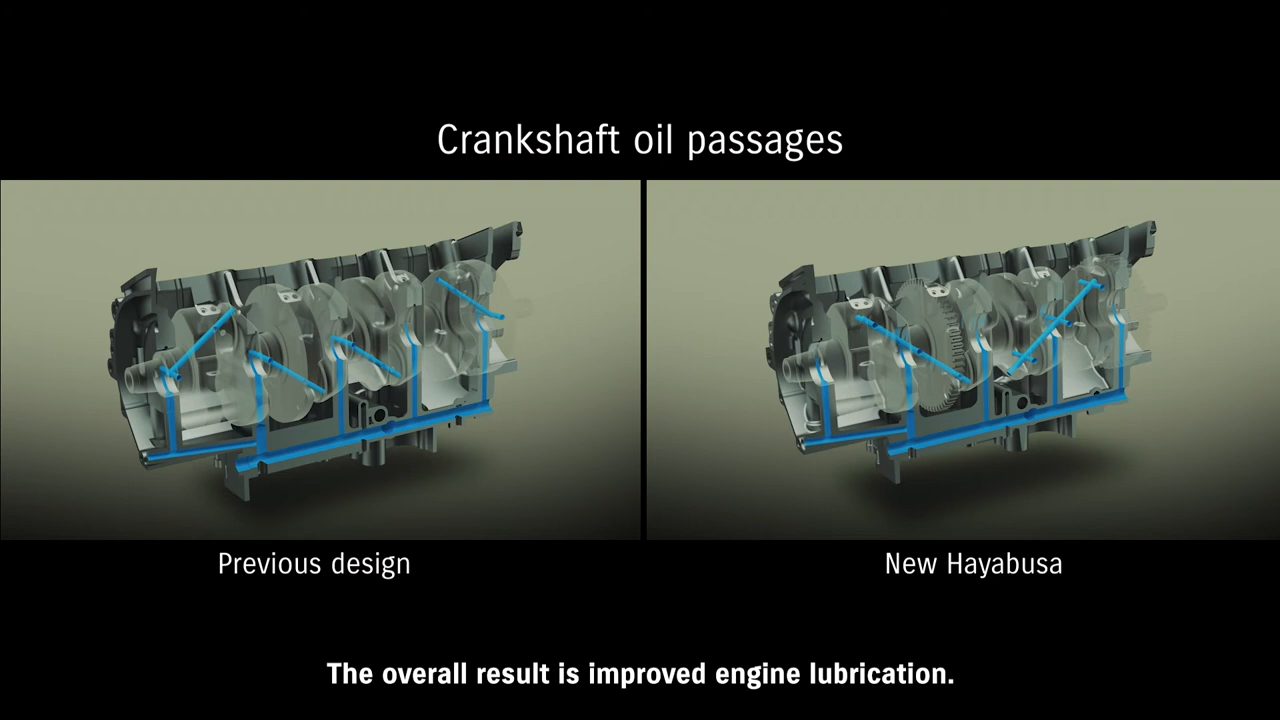 Crankshaft oil passages
Previous design
New Hayabusa
The overall result is improved engine lubrication.